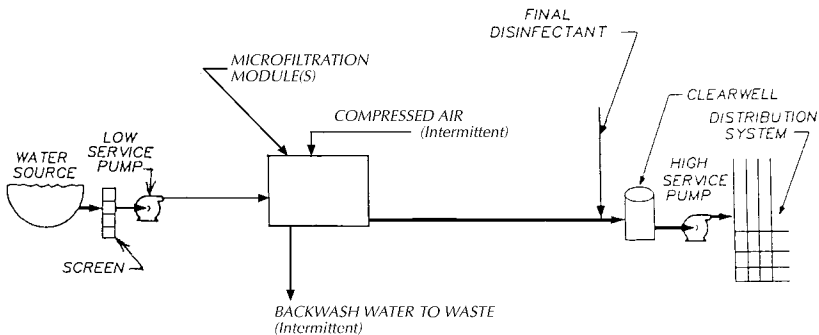 FINAL
DISINFECTANT
MICROFILTRATION
MODULE(S)
COMPRESSED AIR
(Intermittent)
CLEARWELL
DISTRIBUTION
SYSTEM
LOW
SERVICE
PUMP
WATER
SOURCE
HIGH
SERVICE
PUMP
SCREEN
BACKWASH WATER TO WASTE
(Intermittent)